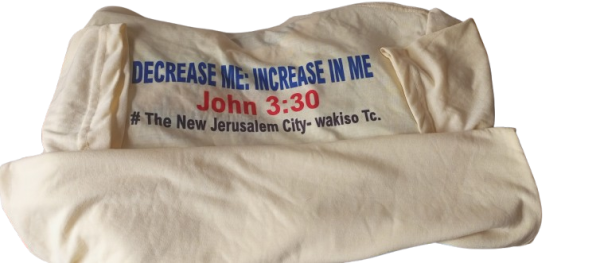 DECREASE ME: INCREASE IN ME
John 3:30
# The New Jerusalem City- wakiso Tc.